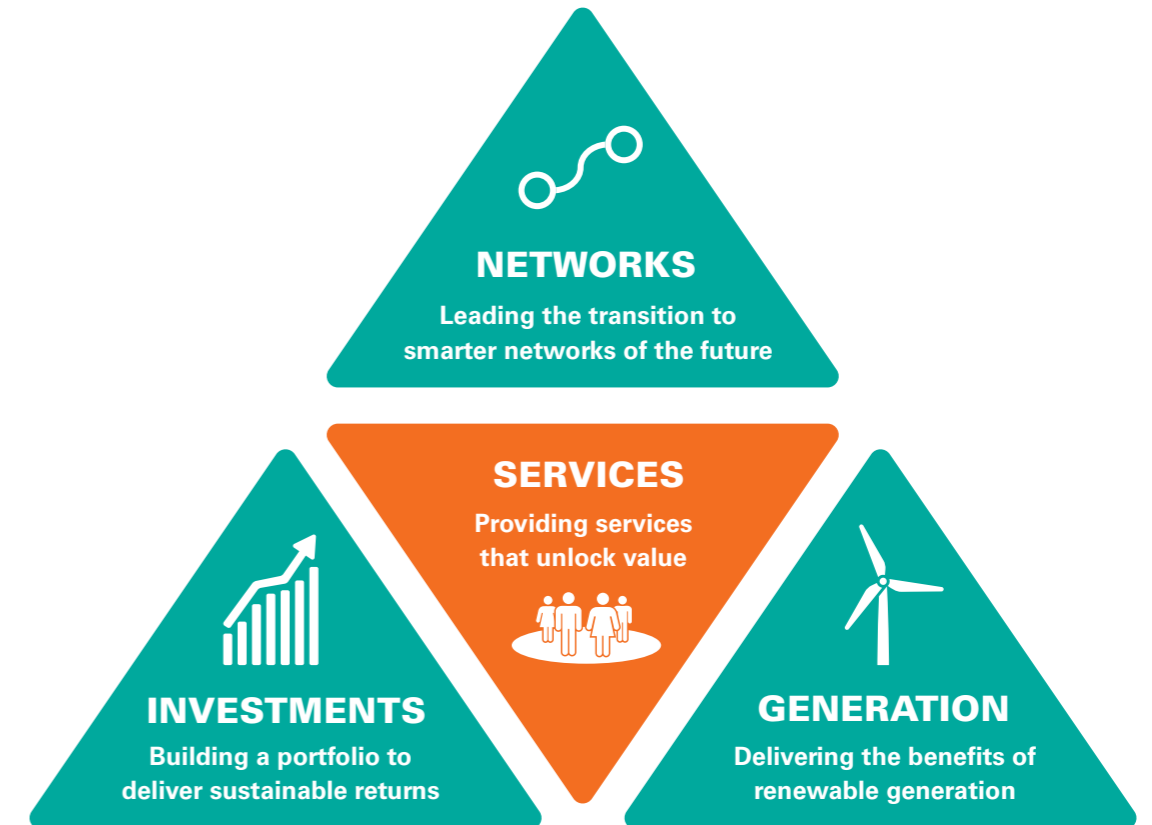 NETWORKS
Leading the transition to
smarter networks of the future
SERVICES
Providing services
that unlock value
INVESTMENTS
Building a portfolio to
deliver sustainable returns
GENERATION
Delivering the benefits of
renewable generation